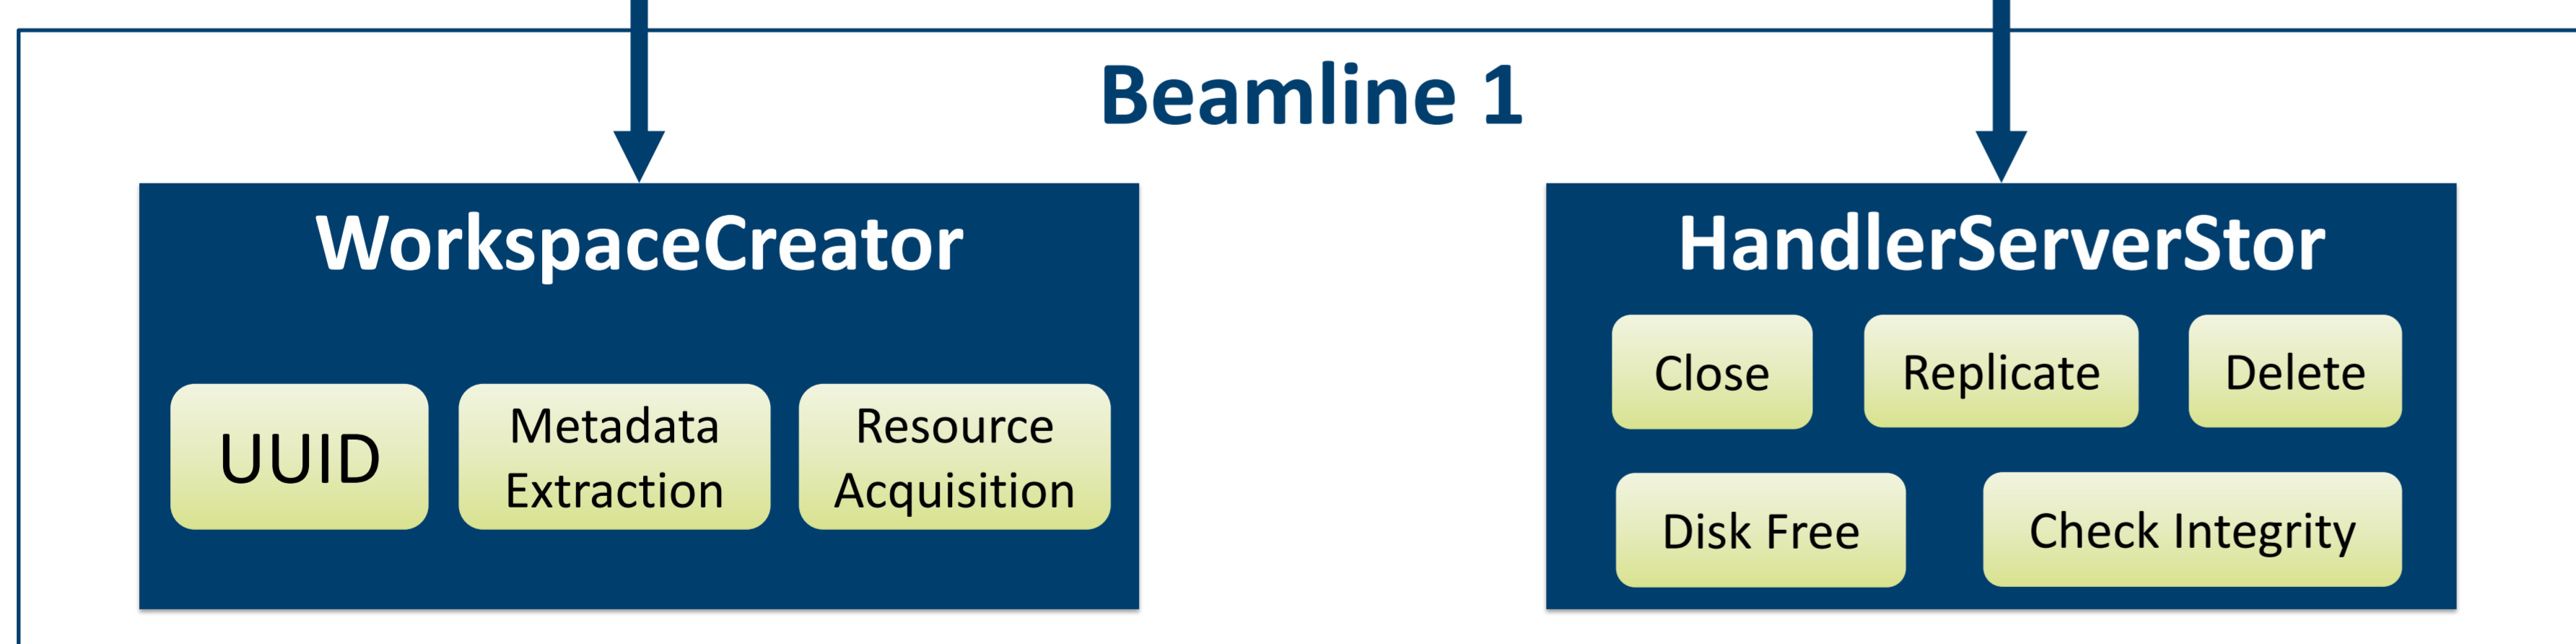 Beamline 1
WorkspaceCreator
UUID
Metadata
Extraction
Resource
Acquisition
HandlerServerStor
Close
Replicate
Delete
Disk Free
Check Integrity